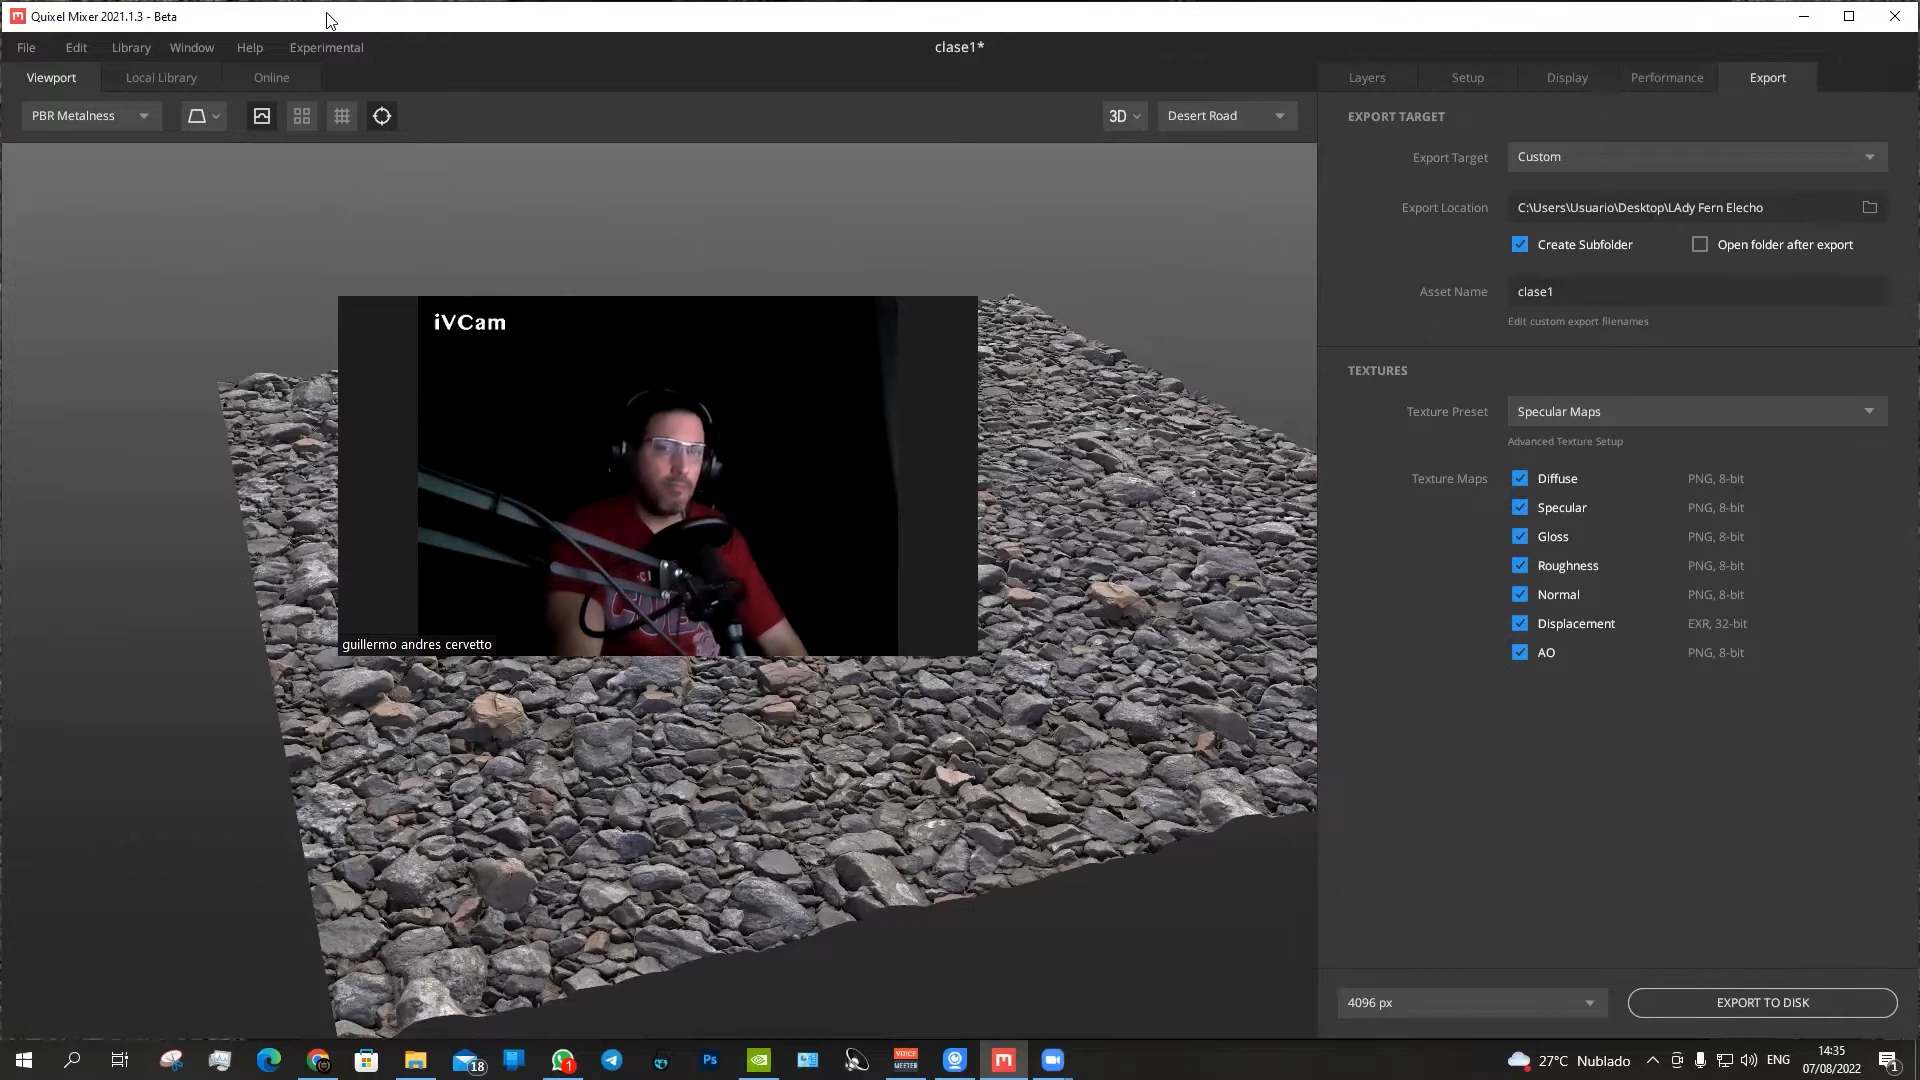 Quixel Mixer 2021.1.3 - Beta
File Edit Library Window Help Experimental
clase1*
Viewport Local Library Online
Layers Setup Display Performance Export
PBR Metalness
3D
Desert Road
EXPORT TARGET
Export Target Custom
Export Location C:\Users\Usuario\Desktop\LAdy Fern Elecho
Create Subfolder Open folder after export
Asset Name clase1
Edit custom export filenames
TEXTURES
Texture Preset Specular Maps
Advanced Texture Setup
Texture Maps Diffuse PNG, 8-bit
Specular PNG, 8-bit
Gloss PNG, 8-bit
Roughness PNG, 8-bit
Normal PNG, 8-bit
Displacement EXR, 32-bit
AO PNG, 8-bit
iVCam
guillermo andres cervetto
4096 px
EXPORT TO DISK
18
1
Ps
VOICE
MEETER
27°C Nublado
ENG
14:35
07/08/2022
1